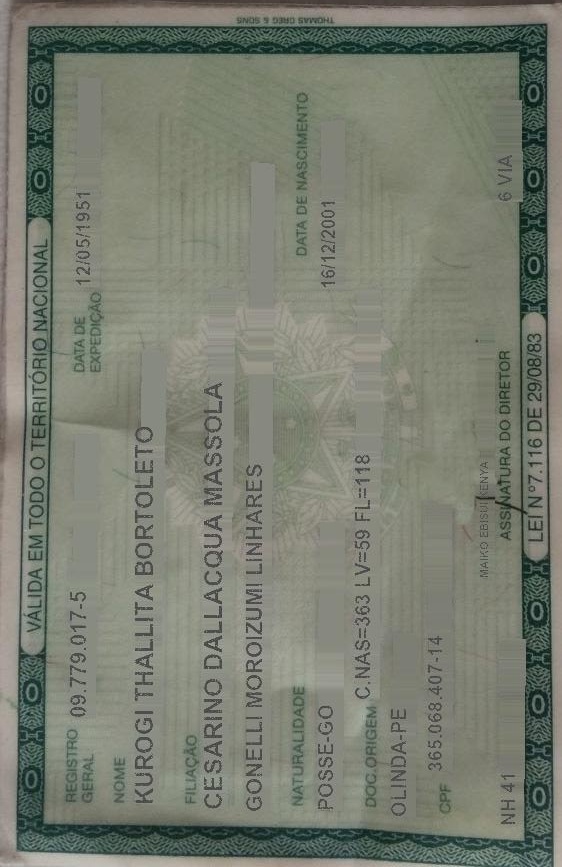 THOMAS GREG & SONS
VÁLIDA EM TODO O TERRITÓRIO NACIONAL
REGISTRO GERAL 09.779.017-5 DATA DE EXPEDIÇÃO 12/05/1951
NOME
KUROGI THALLITA BORTOLETO
FILIAÇÃO
CESARINO DALLACQUA MASSOLA
GONELLI MOROIZUMI LINHARES
NATURALIDADE DATA DE NASCIMENTO
POSSE-GO 16/12/2001
DOC.ORIGEM C.NAS=363 LV=59 FL=118
OLINDA-PE
CPF 365.068.407-14
MAIKO EBISUI KENYA
NH 41 ASSINATURA DO DIRETOR 6 VIA
LEI Nº 7.116 DE 29/08/83